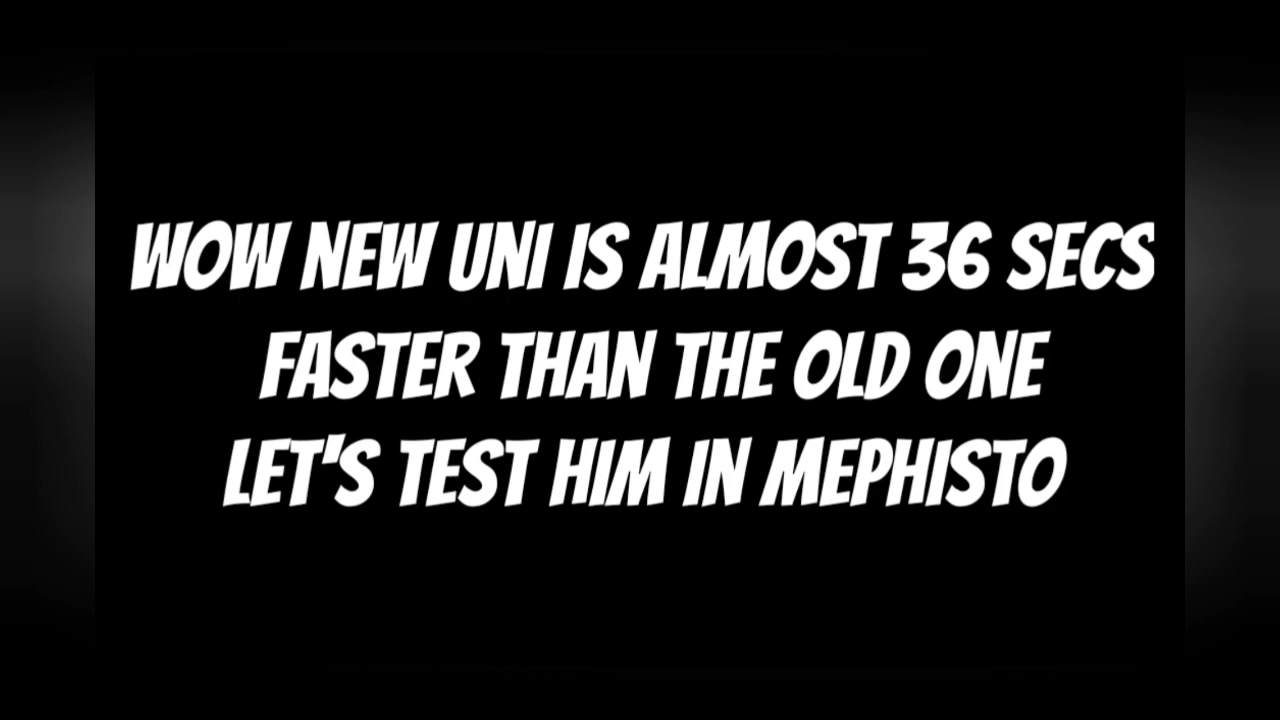 WOW NEW UNI IS ALMOST 36 SECS
FASTER THAN THE OLD ONE
LET'S TEST HIM IN MEPHISTO